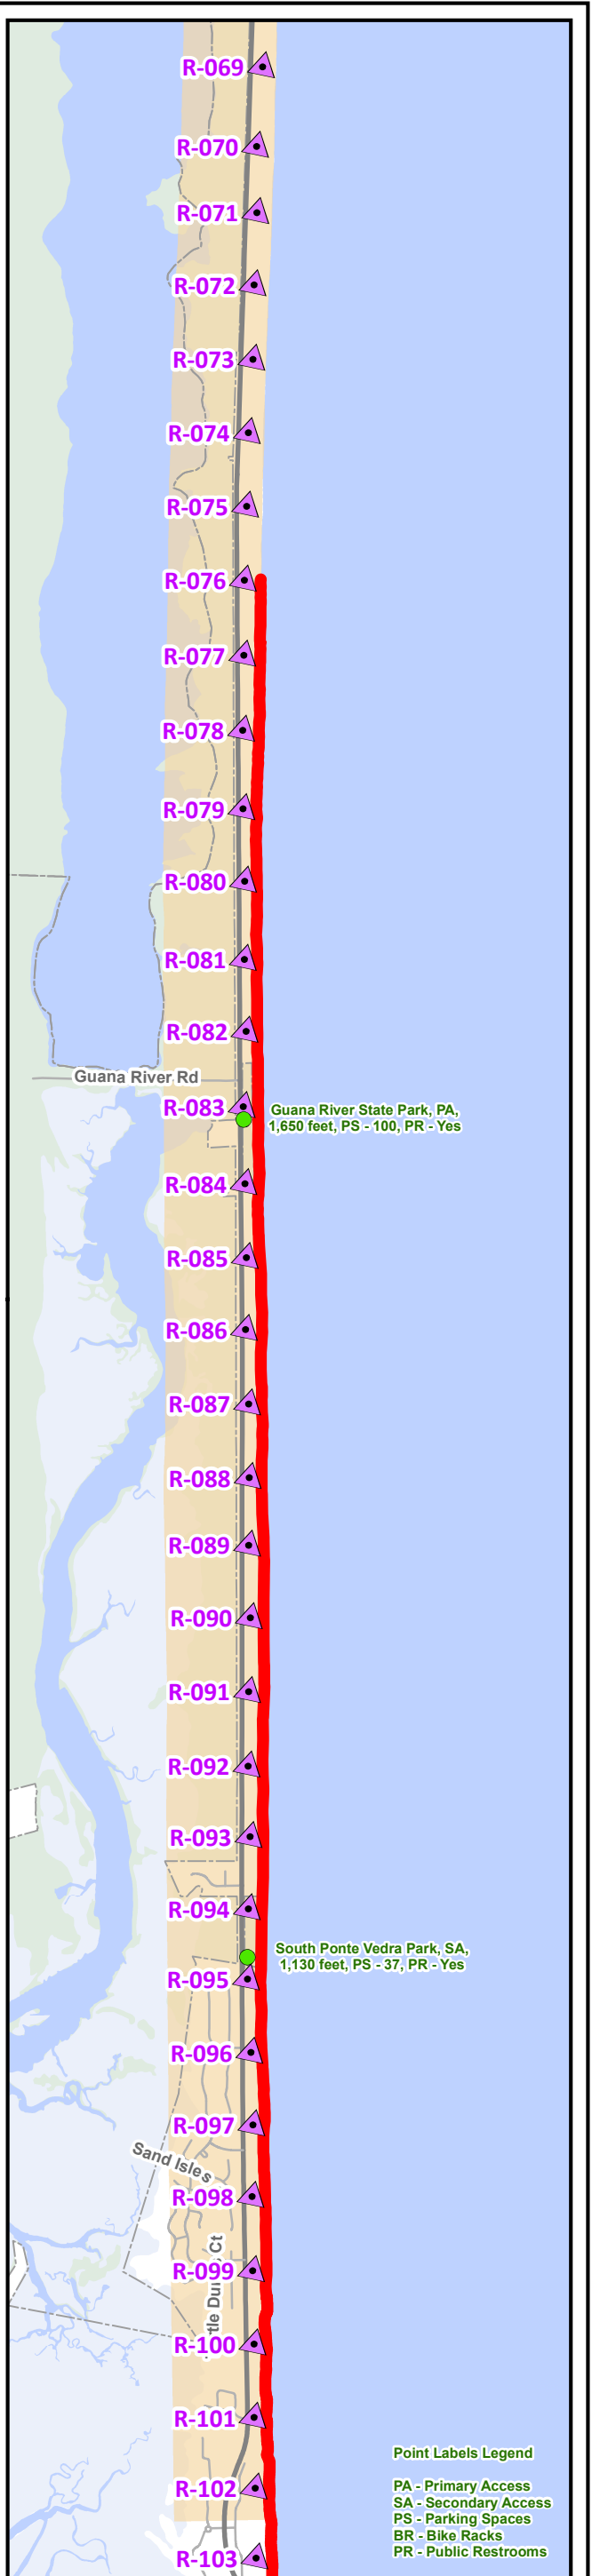 R-069
R-070
R-071
R-072
R-073
R-074
R-075
R-076
R-077
R-078
R-079
R-080
R-081
R-082
Guana River Rd
R-083
Guana River State Park, PA,
1,650 feet, PS - 100, PR - Yes
R-084
R-085
R-086
R-087
R-088
R-089
R-090
R-091
R-092
R-093
R-094
South Ponte Vedra Park, SA,
1,130 feet, PS - 37, PR - Yes
R-095
R-096
R-097
Sand Isles
R-098
R-099
Ct
R-100
R-101
Point Labels Legend
R-102
PA - Primary Access
SA - Secondary Access
PS - Parking Spaces
BR - Bike Racks
PR - Public Restrooms
R-103